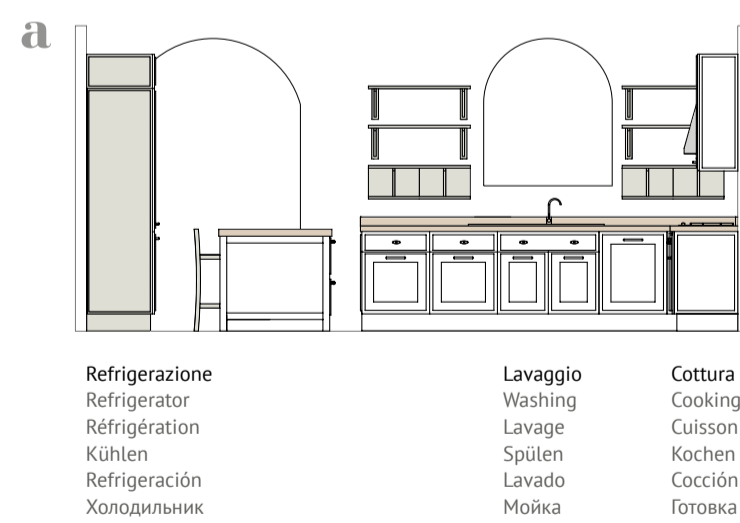 a
Refrigerazione
Refrigerator
Réfrigération
Kühlen
Refrigeración
Холодильник
Lavaggio
Washing
Lavage
Spülen
Lavado
Мойка
Cottura
Cooking
Cuisson
Kochen
Cocción
Готовка